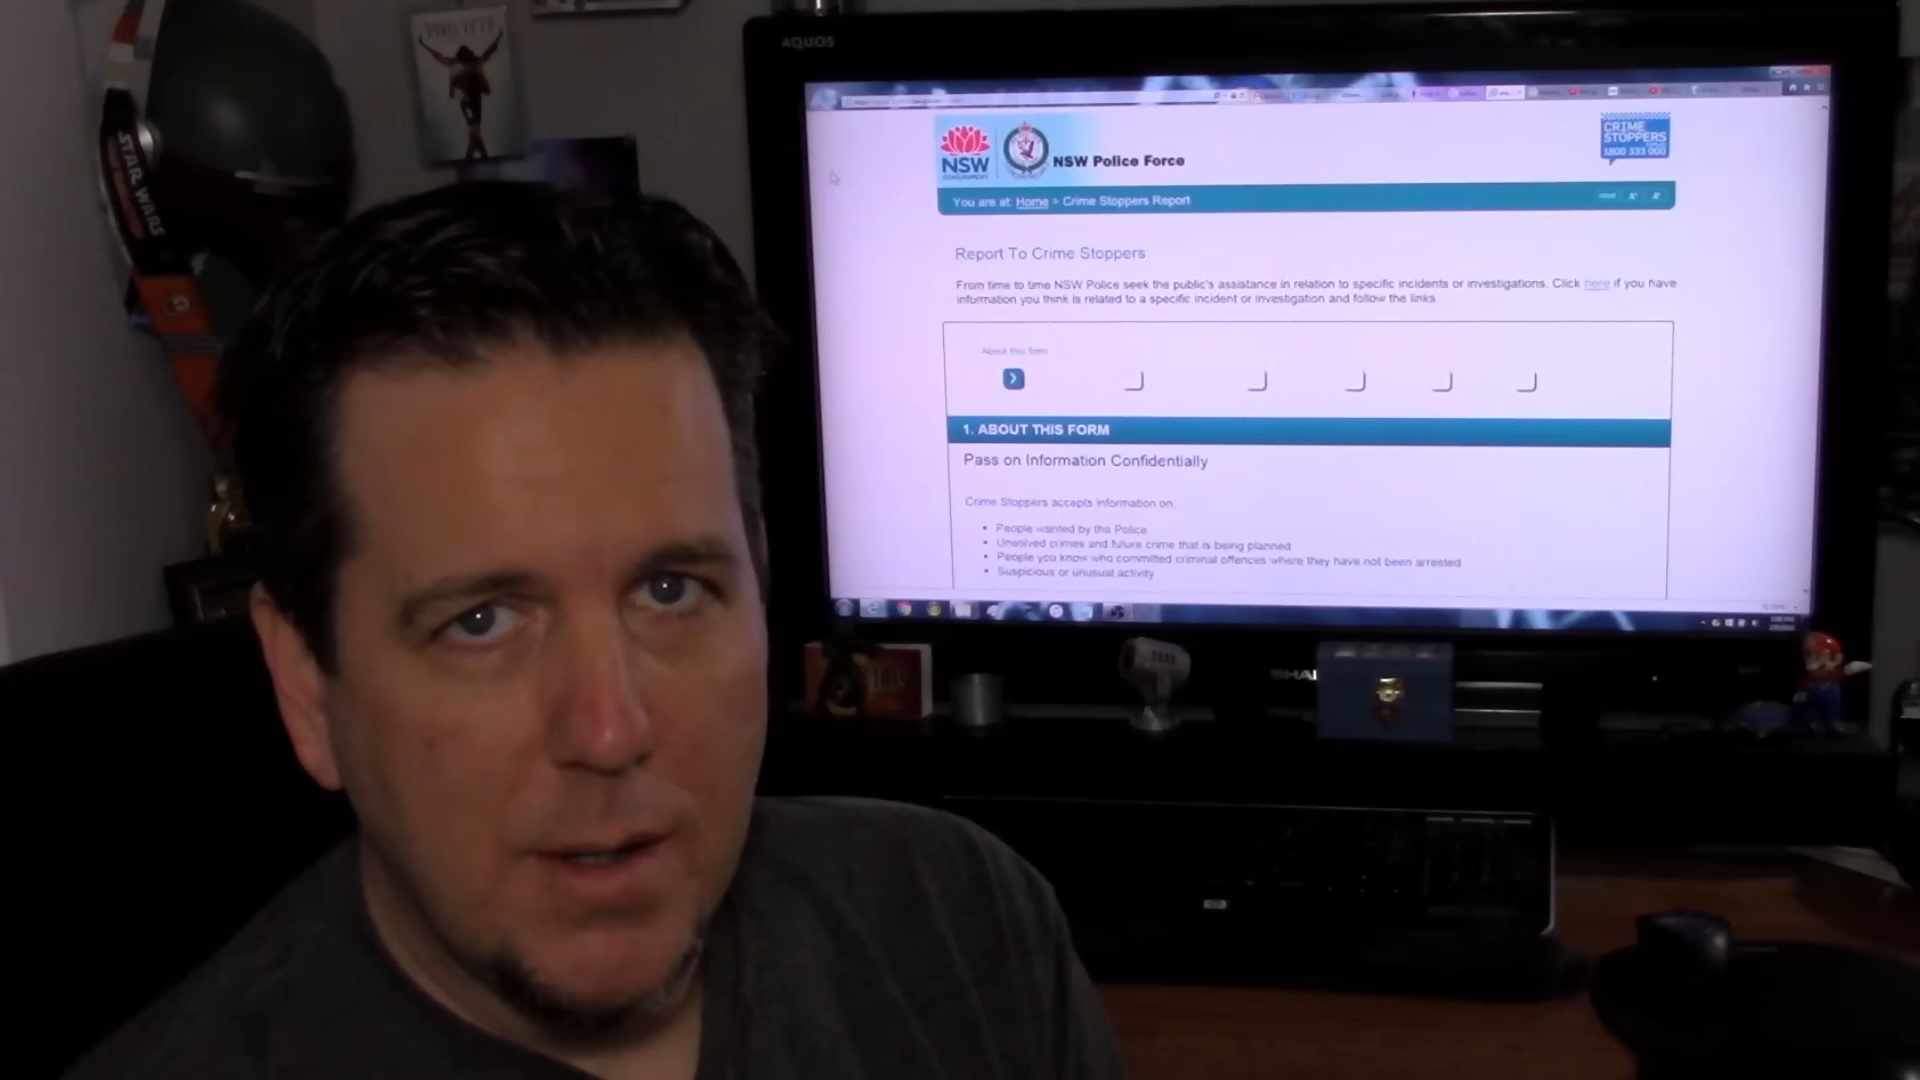 AQUOS
THIS IS IT
STAR WARS
NSW
GOVERNMENT
NSW Police Force
CRIME
STOPPERS
1800 333 000
You are at: Home » Crime Stoppers Report
Report To Crime Stoppers
From time to time NSW Police seek the public's assistance in relation to specific incidents or investigations. Click here if you have
information you think is related to a specific incident or investigation and follow the links.
About this form
1. ABOUT THIS FORM
Pass on Information Confidentially
Crime Stoppers accepts information on
People wanted by the Police
Unsolved crimes and future crime that is being planned
People you know who committed criminal offences where they have not been arrested
Suspicious or unusual activity